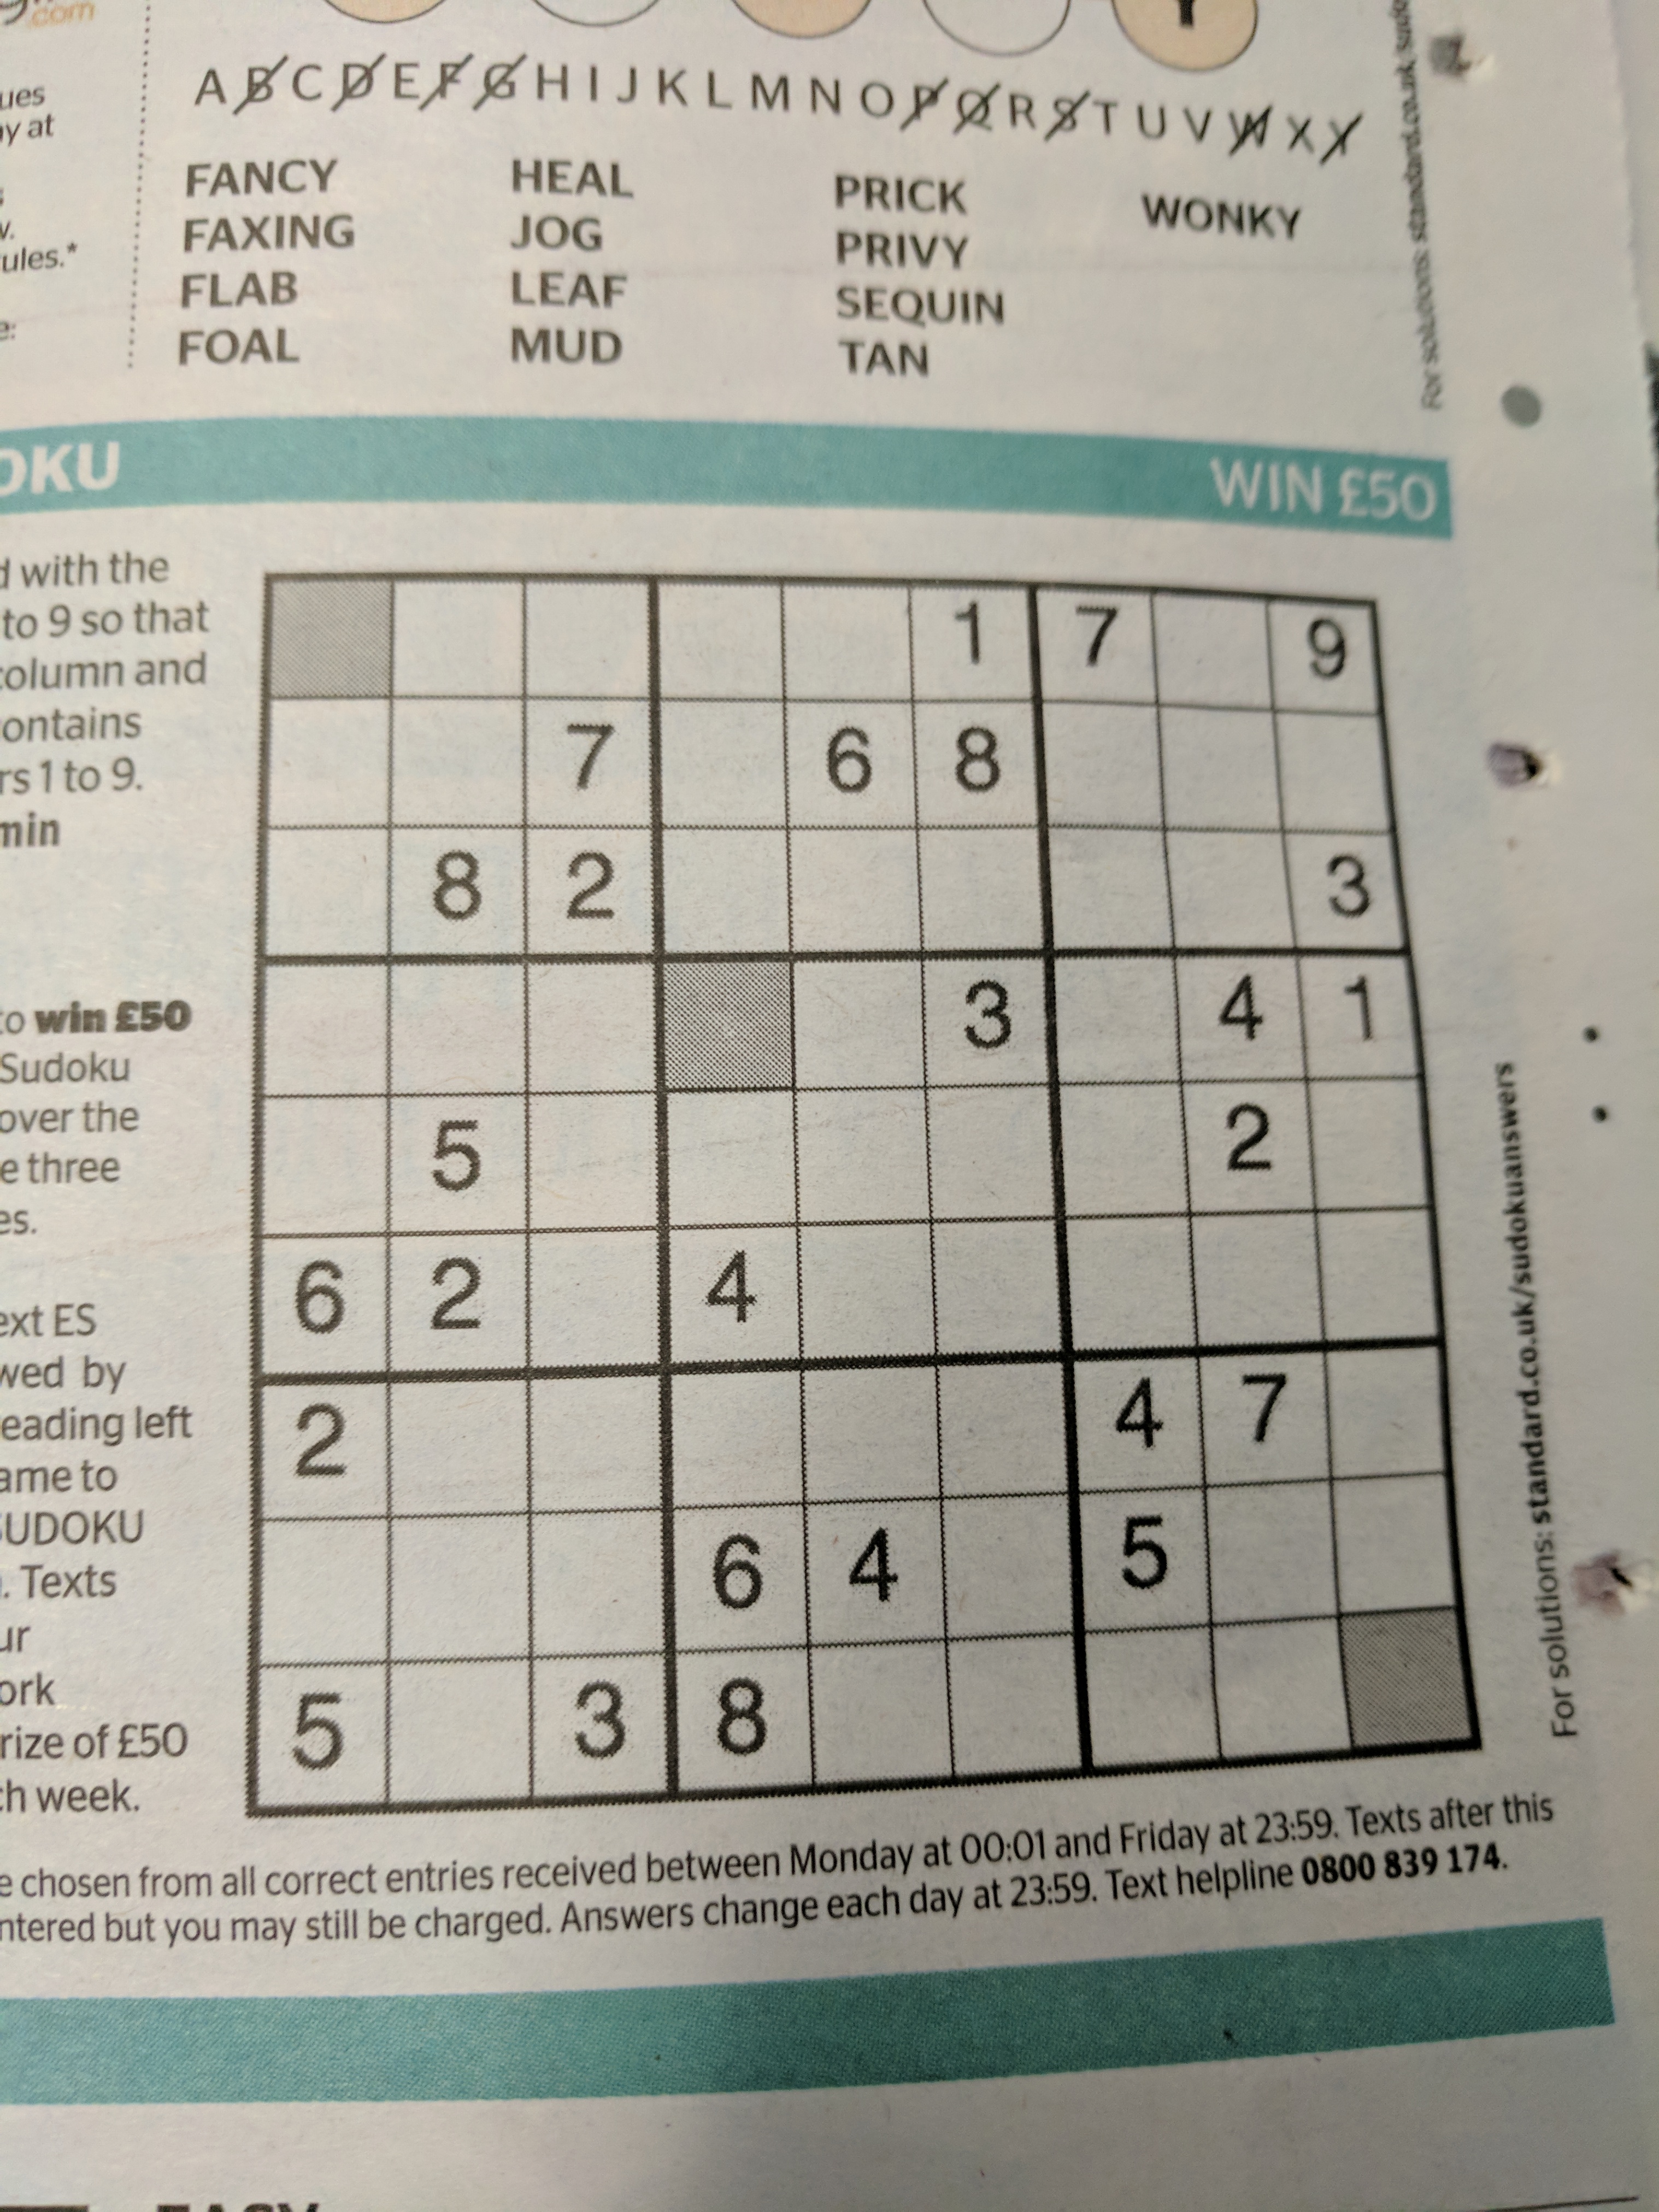 .com
ues
y at
v.
ules.*
e:
Y
A B C D E F G H I J K L M N O P Q R S T U V W X Y
FANCY HEAL PRICK WONKY
FAXING JOG PRIVY
FLAB LEAF SEQUIN
FOAL MUD TAN
For solutions: standard.co.uk/sudo
OKU WIN £50
d with the
to 9 so that
column and
ontains
rs 1 to 9.
min
to win £50
Sudoku
over the
e three
es.
ext ES
wed by
eading left
ame to
SUDOKU
. Texts
ur
ork
rize of £50
ch week.
1 7 9
7 6 8
8 2 3
3 4 1
5 2
6 2 4
2 4 7
6 4 5
5 3 8
For solutions: standard.co.uk/sudokuanswers
e chosen from all correct entries received between Monday at 00:01 and Friday at 23:59. Texts after this
ntered but you may still be charged. Answers change each day at 23:59. Text helpline 0800 839 174.
EASY